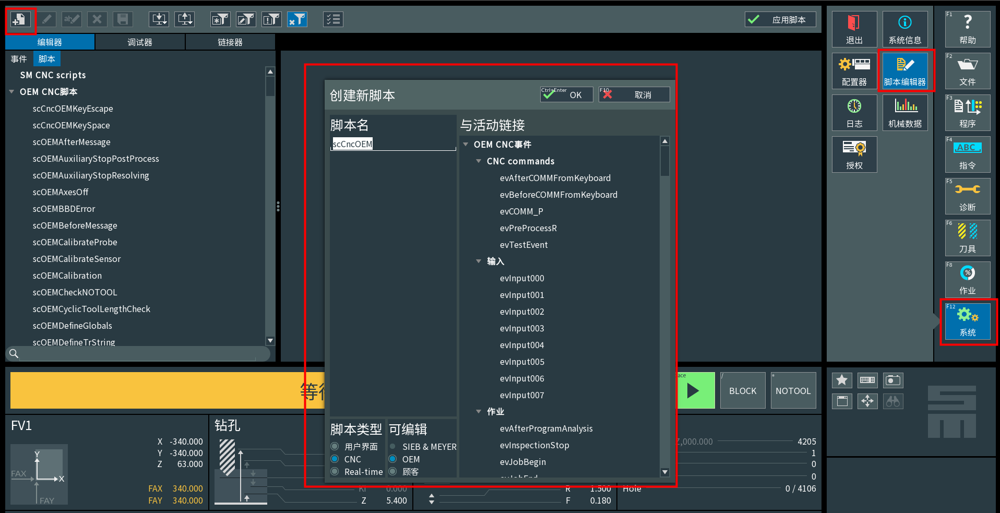 应用脚本
编辑器
调试器
链接器
事件
脚本
SM CNC scripts
OEM CNC脚本
scCncOEMKeyEscape
scCncOEMKeySpace
scOEMAfterMessage
scOEMAuxiliaryStopPostProcess
scOEMAuxiliaryStopResolving
scOEMAxesOff
scOEMBBDError
scOEMBeforeMessage
scOEMCalibrateProbe
scOEMCalibrateSensor
scOEMCalibration
scOEMCheckNOTOOL
scOEMCyclicToolLengthCheck
scOEMDefineGlobals
scOEMDefineTrString
创建新脚本
Ctrl+Enter
OK
F10
取消
脚本名
scCncOEM
与活动链接
OEM CNC事件
CNC commands
evAfterCOMMFromKeyboard
evBeforeCOMMFromKeyboard
evCOMM_P
evPreProcessR
evTestEvent
输入
evInput000
evInput001
evInput002
evInput003
evInput004
evInput005
evInput006
evInput007
作业
evAfterProgramAnalysis
evInspectionStop
evJobBegin
evJobEnd
脚本类型
用户界面
CNC
Real-time
可编辑
SIEB & MEYER
OEM
顾客
退出
系统信息
配置器
脚本编辑器
日志
机械数据
授权
F1
帮助
F2
文件
F3
程序
F4
ABC
指令
F5
诊断
F6
刀具
F8
%
作业
F12
系统
等
/
BLOCK
*
NOTOOL
FV1
X -340.000
Y -340.000
Z 63.000
FAX 340.000
FAY 340.000
Y
FAX
X
FAY
钻孔
0.000
Z 5.400
R 1.500
F 0.180
,000.000 4205
1
0
0
Hole 0 / 4106
SM